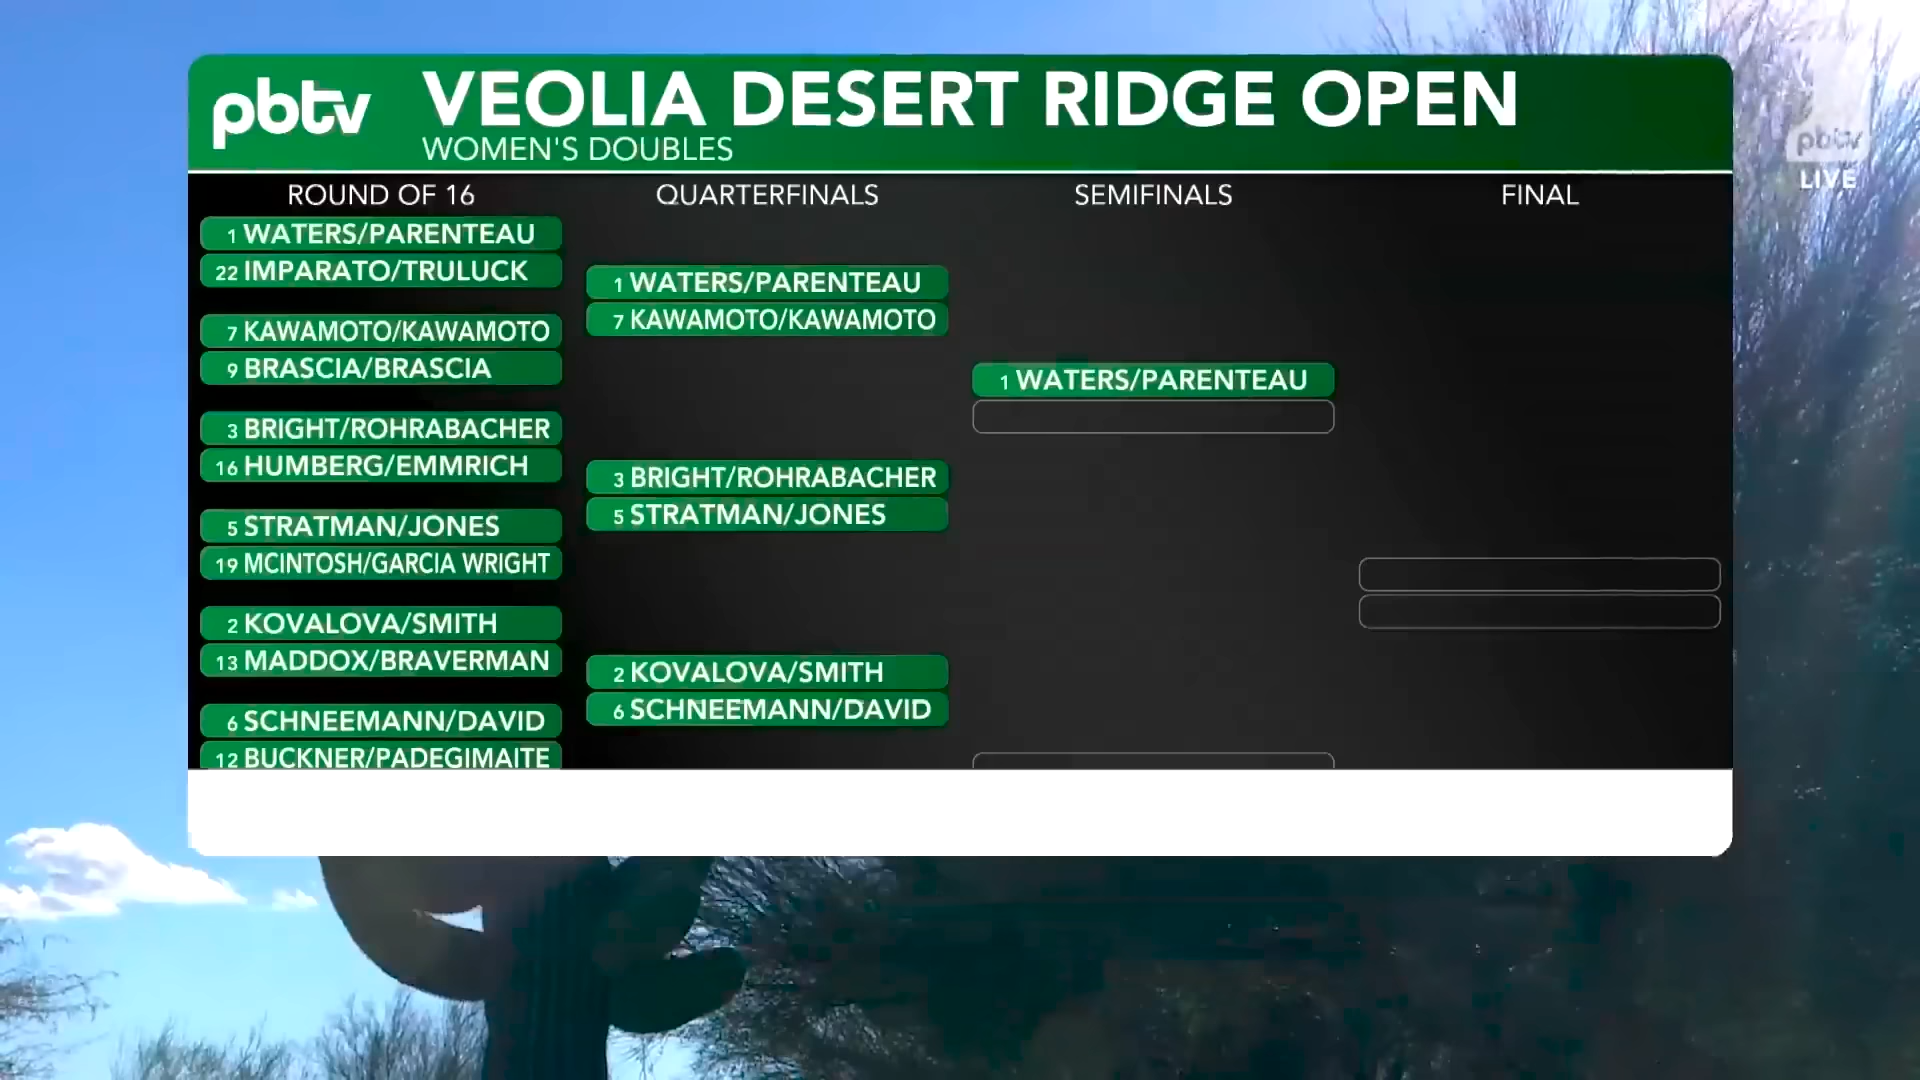 pbtv
VEOLIA DESERT RIDGE OPEN
WOMEN'S DOUBLES
pbtv
LIVE
ROUND OF 16
QUARTERFINALS
SEMIFINALS
FINAL
1 WATERS/PARENTEAU
22 IMPARATO/TRULUCK
7 KAWAMOTO/KAWAMOTO
9 BRASCIA/BRASCIA
3 BRIGHT/ROHRABACHER
16 HUMBERG/EMMRICH
5 STRATMAN/JONES
19 MCINTOSH/GARCIA WRIGHT
2 KOVALOVA/SMITH
13 MADDOX/BRAVERMAN
6 SCHNEEMANN/DAVID
12 BUCKNER/PADEGIMAITE
1 WATERS/PARENTEAU
7 KAWAMOTO/KAWAMOTO
3 BRIGHT/ROHRABACHER
5 STRATMAN/JONES
2 KOVALOVA/SMITH
6 SCHNEEMANN/DAVID
1 WATERS/PARENTEAU